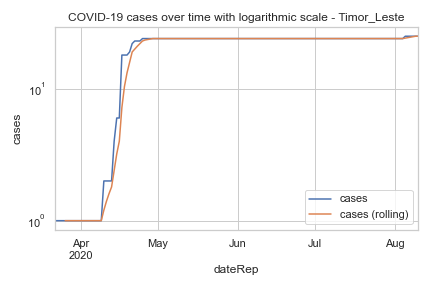 COVID-19 cases over time with logarithmic scale - Timor_Leste
cases
10¹
10⁰
cases
cases (rolling)
Apr May Jun Jul Aug
2020
dateRep